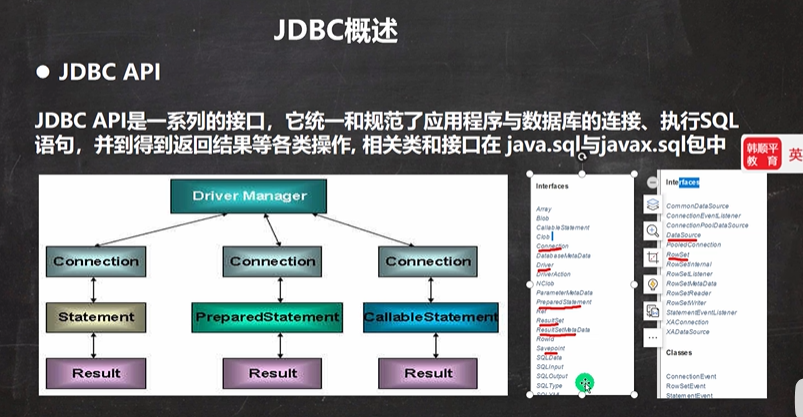 JDBC概述
● JDBC API
JDBC API是一系列的接口，它统一和规范了应用程序与数据库的连接、执行SQL
语句，并到得到返回结果等各类操作, 相关类和接口在 java.sql与javax.sql包中
韩顺平
教 育
英
Driver Manager
Connection Connection Connection
Statement PreparedStatement CallableStatement
Result Result Result
Interfaces
Array
Blob
CallableStatement
Clob
Connection
DatabaseMetaData
Driver
DriverAction
NClob
ParameterMetaData
PreparedStatement
Ref
ResultSet
ResultSetMetaData
RowId
Savepoint
SQLData
SQLInput
SQLOutput
SQLType
Interfaces
CommonDataSource
ConnectionEventListener
ConnectionPoolDataSource
DataSource
PooledConnection
RowSet
RowSetInternal
RowSetListener
RowSetMetaData
RowSetReader
RowSetWriter
StatementEventListener
XAConnection
XADataSource
Classes
ConnectionEvent
RowSetEvent
StatementEvent